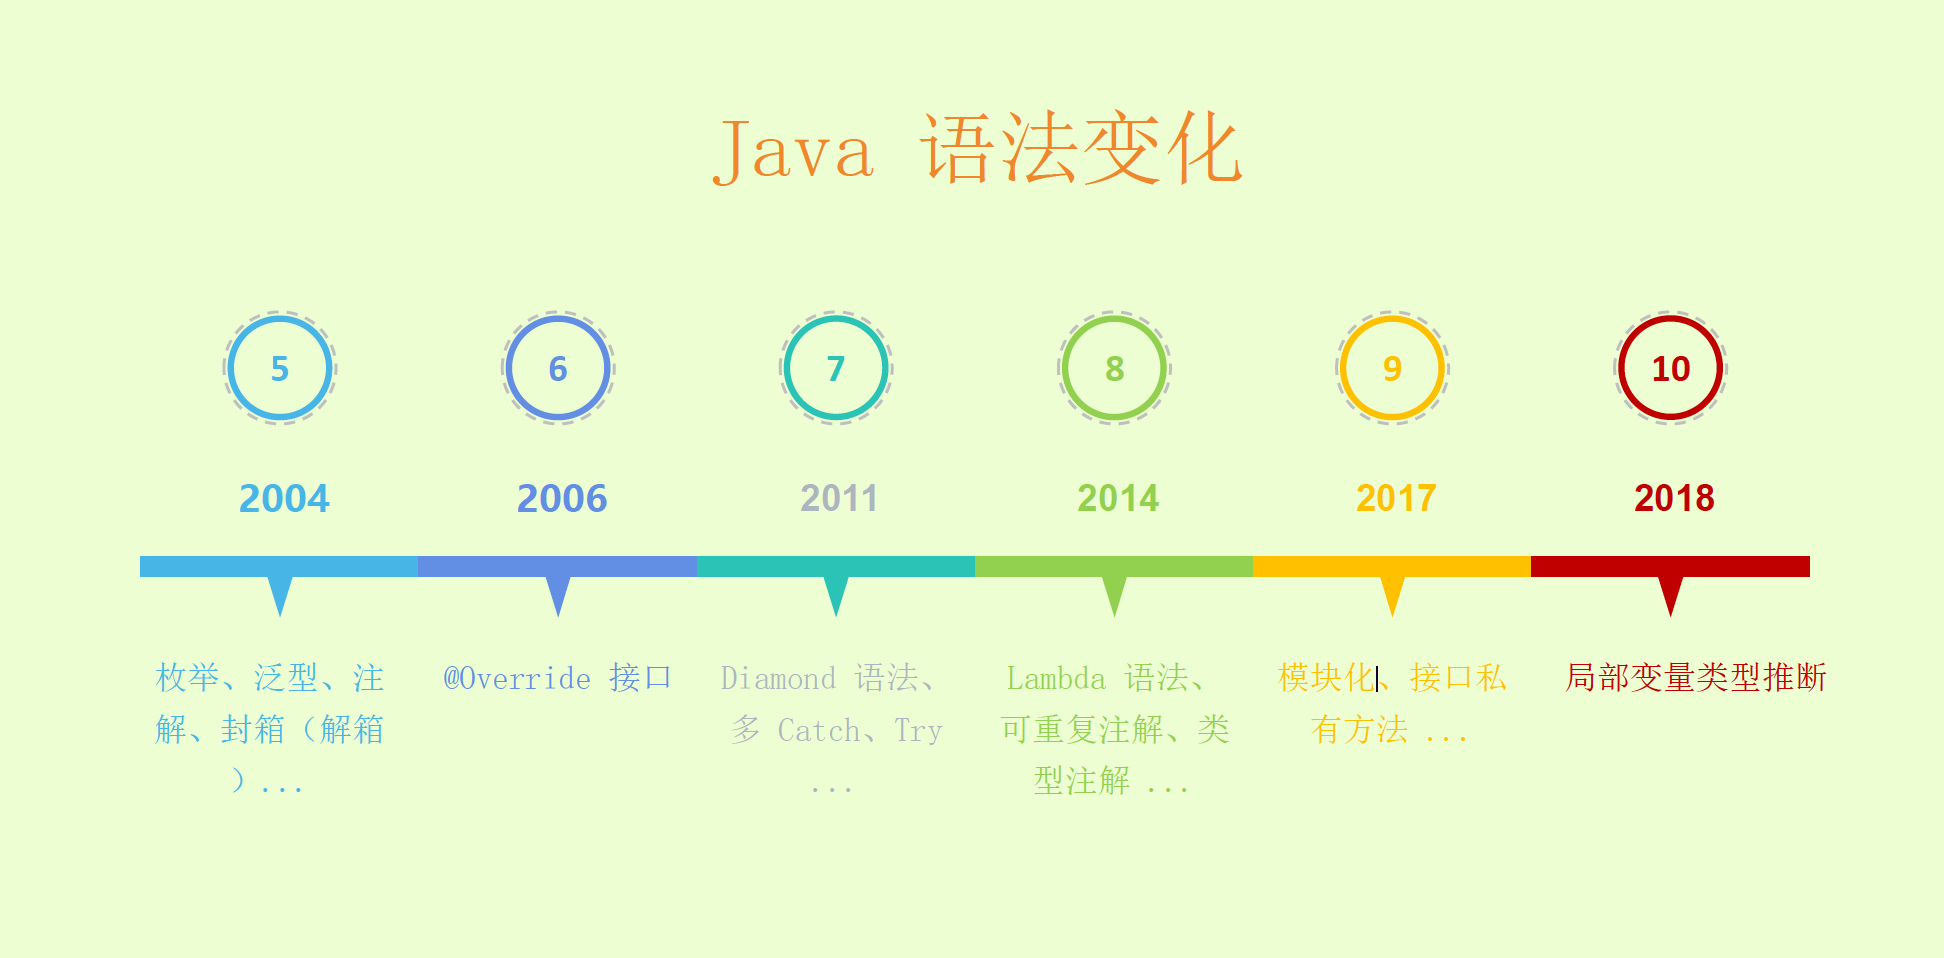 Java 语法变化
5
6
7
8
9
10
2004
2006
2011
2014
2017
2018
枚举、泛型、注
解、封箱（解箱
）...
@Override 接口
Diamond 语法、
多 Catch、Try
...
Lambda 语法、
可重复注解、类
型注解 ...
模块化、接口私
有方法 ...
局部变量类型推断